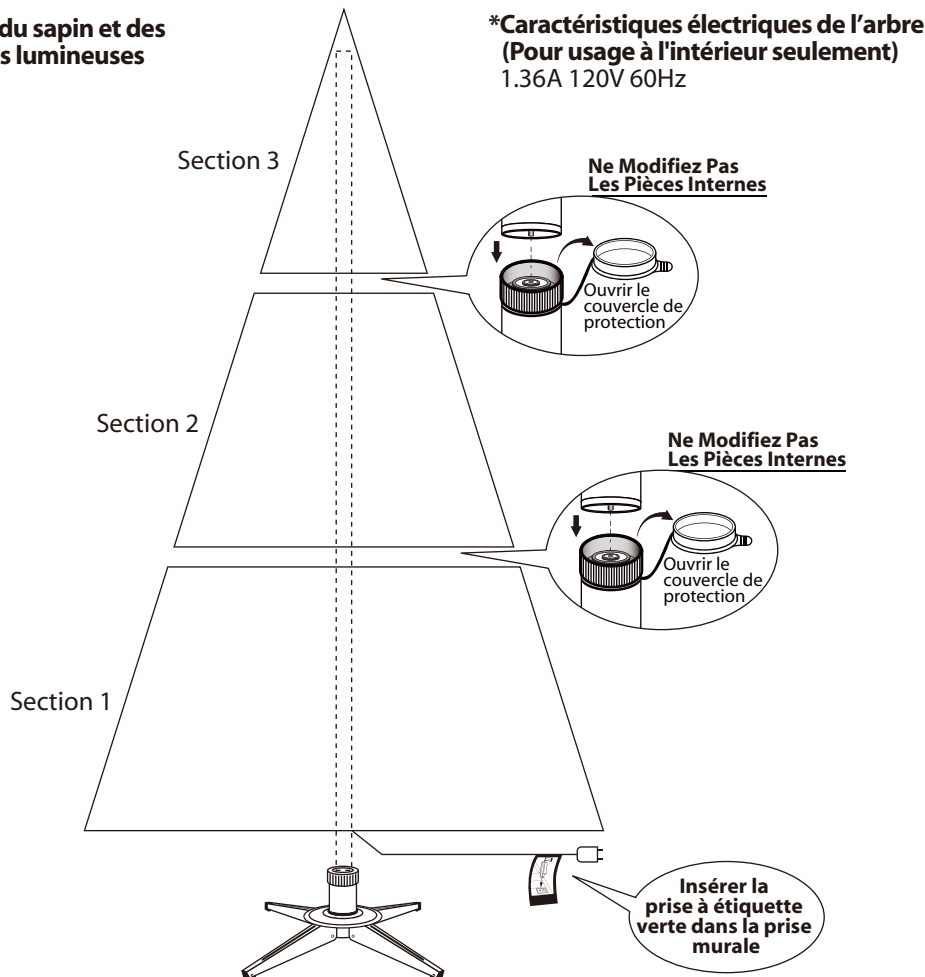 du sapin et des
s lumineuses
*Caractéristiques électriques de l’arbre
(Pour usage à l'intérieur seulement)
1.36A 120V 60Hz
Section 3
Ne Modifiez Pas
Les Pièces Internes
Ouvrir le
couvercle de
protection
Section 2
Ne Modifiez Pas
Les Pièces Internes
Ouvrir le
couvercle de
protection
Section 1
Insérer la
prise à étiquette
verte dans la prise
murale